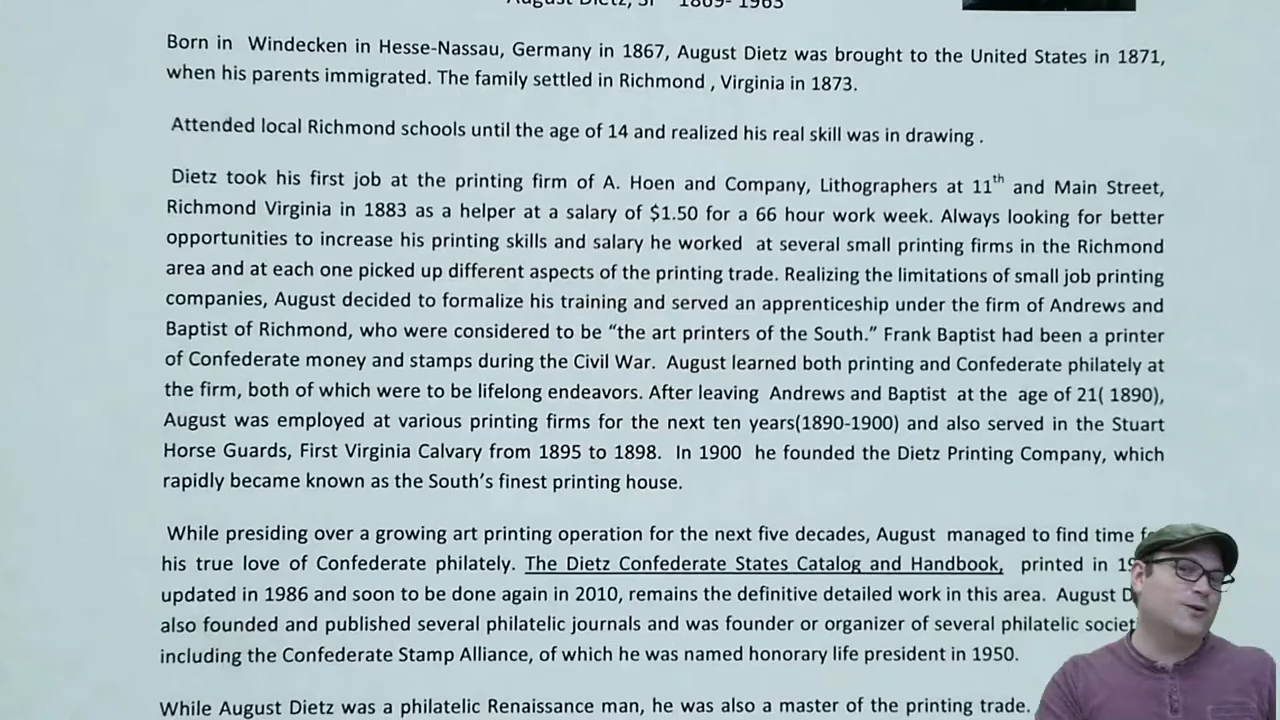 August Dietz, Sr 1869- 1963
Born in Windecken in Hesse-Nassau, Germany in 1867, August Dietz was brought to the United States in 1871,
when his parents immigrated. The family settled in Richmond , Virginia in 1873.
Attended local Richmond schools until the age of 14 and realized his real skill was in drawing .
Dietz took his first job at the printing firm of A. Hoen and Company, Lithographers at 11th and Main Street,
Richmond Virginia in 1883 as a helper at a salary of $1.50 for a 66 hour work week. Always looking for better
opportunities to increase his printing skills and salary he worked at several small printing firms in the Richmond
area and at each one picked up different aspects of the printing trade. Realizing the limitations of small job printing
companies, August decided to formalize his training and served an apprenticeship under the firm of Andrews and
Baptist of Richmond, who were considered to be “the art printers of the South.” Frank Baptist had been a printer
of Confederate money and stamps during the Civil War. August learned both printing and Confederate philately at
the firm, both of which were to be lifelong endeavors. After leaving Andrews and Baptist at the age of 21( 1890),
August was employed at various printing firms for the next ten years(1890-1900) and also served in the Stuart
Horse Guards, First Virginia Calvary from 1895 to 1898. In 1900 he founded the Dietz Printing Company, which
rapidly became known as the South’s finest printing house.
While presiding over a growing art printing operation for the next five decades, August managed to find time
his true love of Confederate philately. The Dietz Confederate States Catalog and Handbook, printed in
updated in 1986 and soon to be done again in 2010, remains the definitive detailed work in this area. August
also founded and published several philatelic journals and was founder or organizer of several philatelic
including the Confederate Stamp Alliance, of which he was named honorary life president in 1950.
While August Dietz was a philatelic Renaissance man, he was also a master of the printing trade.